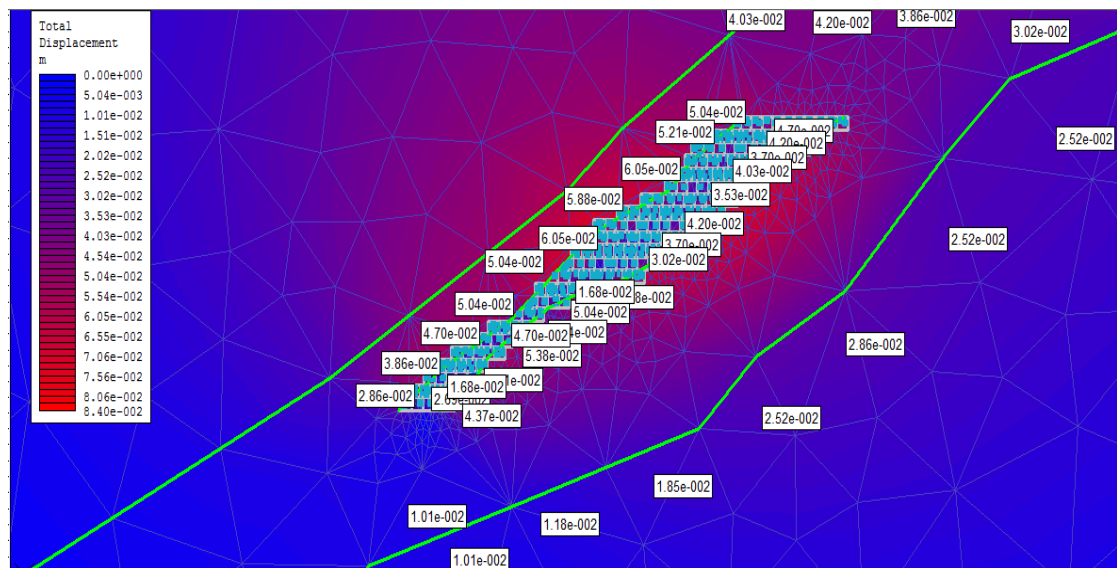 Total
Displacement
m
0.00e+000
5.04e-003
1.01e-002
1.51e-002
2.02e-002
2.52e-002
3.02e-002
3.53e-002
4.03e-002
4.54e-002
5.04e-002
5.54e-002
6.05e-002
6.55e-002
7.06e-002
7.56e-002
8.06e-002
8.40e-002
4.03e-002
4.20e-002
3.86e-002
3.02e-002
5.04e-002
4.70e-002
5.21e-002
4.20e-002
2.52e-002
3.70e-002
6.05e-002
4.03e-002
5.88e-002
3.53e-002
4.20e-002
6.05e-002
3.70e-002
2.52e-002
5.04e-002
3.02e-002
1.68e-002
5.04e-002
5.04e-002
4.70e-002
4.70e-002
2.86e-002
5.38e-002
3.86e-002
1.68e-002
2.86e-002
4.37e-002
2.52e-002
1.85e-002
1.01e-002
1.18e-002
1.01e-002